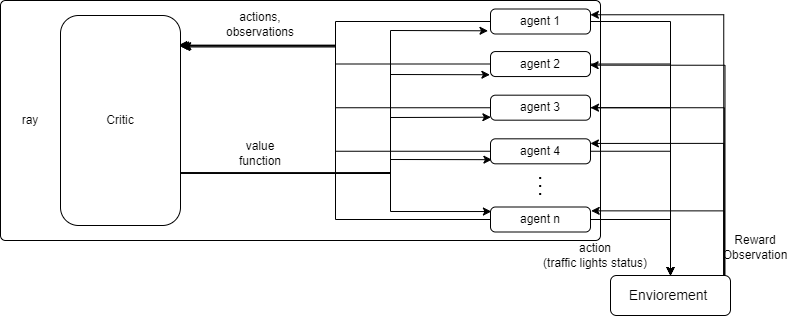 ray
Critic
actions,
observations
value
function
agent 1
agent 2
agent 3
agent 4
agent n
action
(traffic lights status)
Reward
Observation
Enviorement